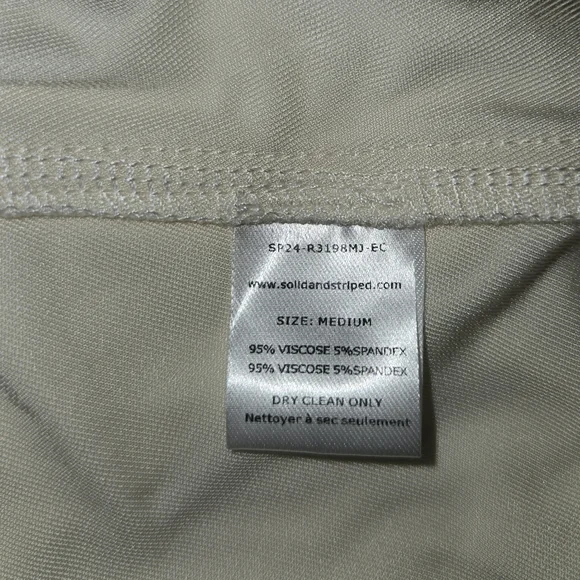 SP24-R3198MJ-EC
www.solidandstriped.com
SIZE: MEDIUM
95% VISCOSE 5%SPANDEX
95% VISCOSE 5%SPANDEX
DRY CLEAN ONLY
Nettoyer à sec seulement